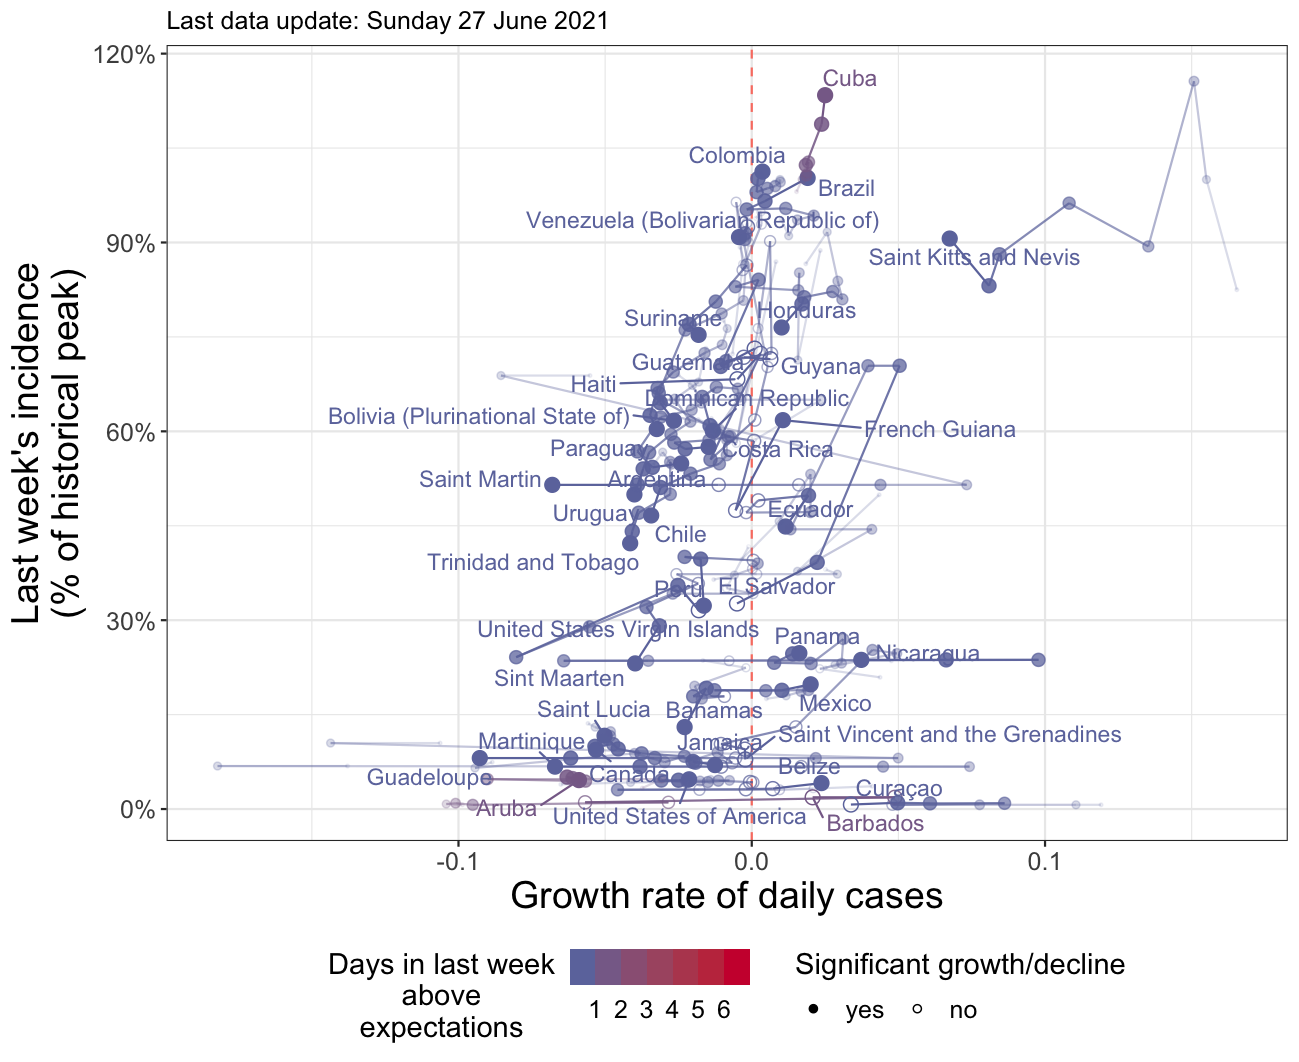 Last data update: Sunday 27 June 2021
120%
90%
60%
30%
0%
Last week's incidence
(% of historical peak)
Cuba
Colombia
Brazil
Venezuela (Bolivarian Republic of)
Saint Kitts and Nevis
Honduras
Suriname
Guatemala
Guyana
Haiti
Dominican Republic
Bolivia (Plurinational State of)
French Guiana
Paraguay
Costa Rica
Saint Martin
Argentina
Uruguay
Ecuador
Chile
Trinidad and Tobago
Peru
El Salvador
United States Virgin Islands
Panama
Nicaragua
Sint Maarten
Mexico
Saint Lucia
Bahamas
Martinique
Jamaica
Saint Vincent and the Grenadines
Guadeloupe
Canada
Belize
Curaçao
Aruba
United States of America
Barbados
-0.1
0.0
0.1
Growth rate of daily cases
Days in last week
above
expectations
1 2 3 4 5 6
Significant growth/decline
yes
no